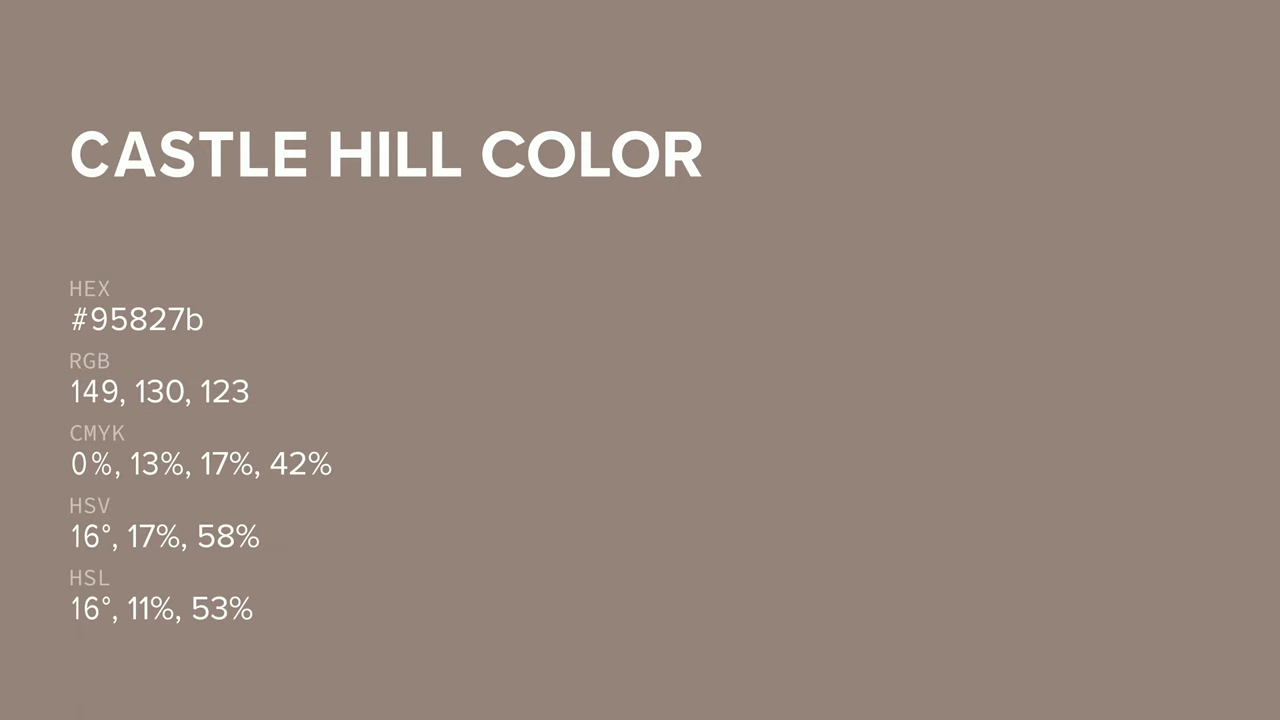 CASTLE HILL COLOR
HEX
#95827b
RGB
149, 130, 123
CMYK
0%, 13%, 17%, 42%
HSV
16°, 17%, 58%
HSL
16°, 11%, 53%